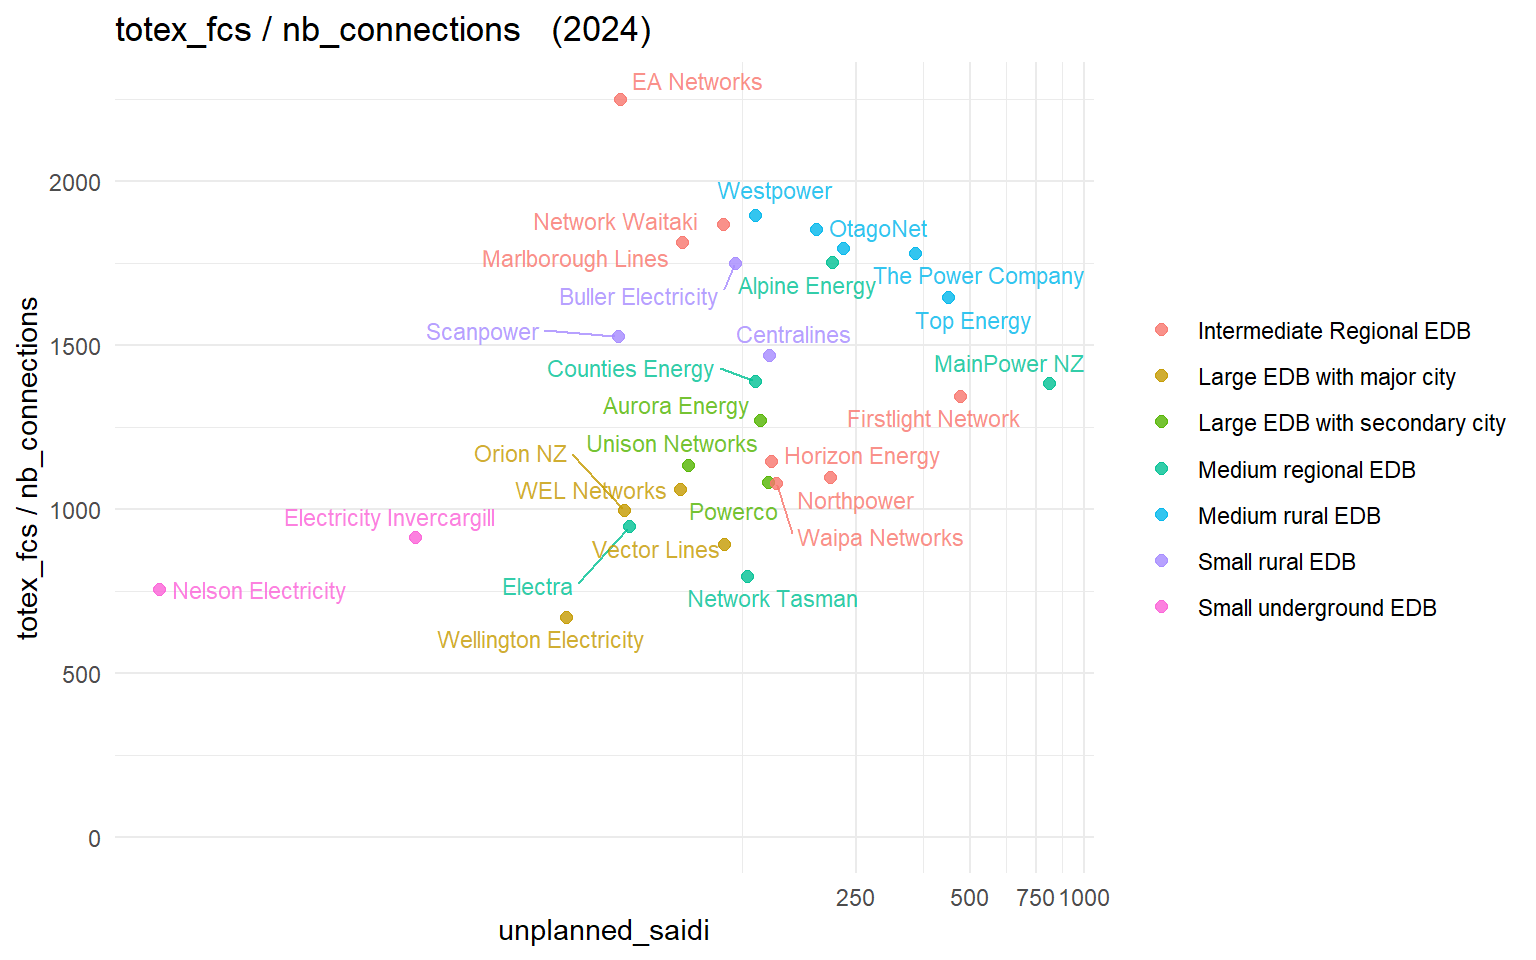 totex_fcs / nb_connections (2024)
EA Networks
2000
Westpower
Network Waitaki
OtagoNet
Marlborough Lines
The Power Company
Alpine Energy
Buller Electricity
Top Energy
Scanpower
Centralines
1500
MainPower NZ
Counties Energy
Aurora Energy
Firstlight Network
Unison Networks
Orion NZ
Horizon Energy
WEL Networks
Northpower
1000
Powerco
Electricity Invercargill
Waipa Networks
Vector Lines
Electra
Nelson Electricity
Network Tasman
Wellington Electricity
500
0
250
500
750
1000
unplanned_saidi
totex_fcs / nb_connections
Intermediate Regional EDB
Large EDB with major city
Large EDB with secondary city
Medium regional EDB
Medium rural EDB
Small rural EDB
Small underground EDB